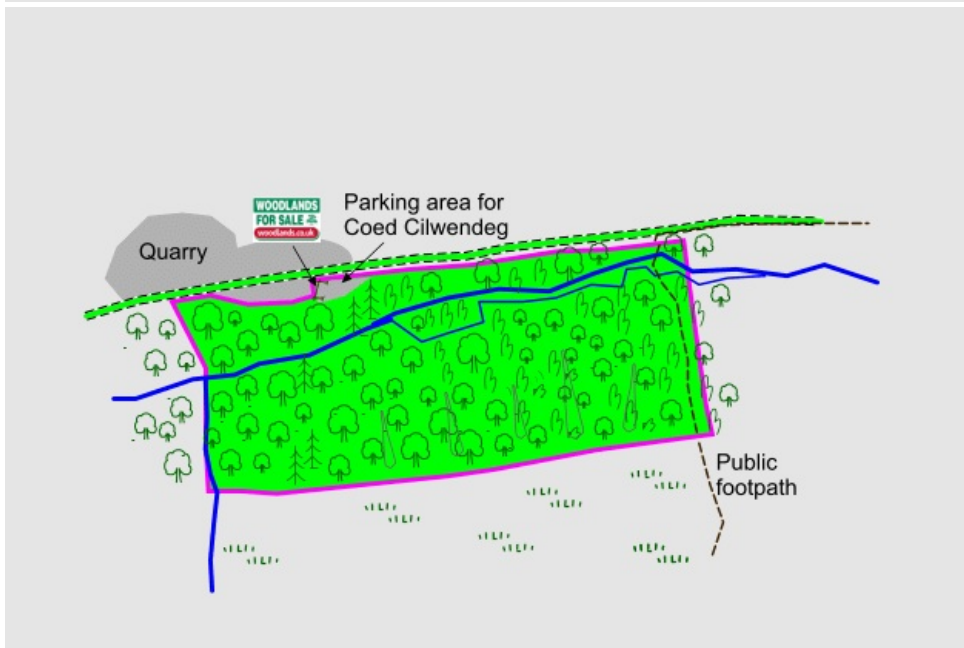 WOODLANDS
FOR SALE
woodlands.co.uk
Parking area for
Coed Cilwendeg
Quarry
Public
footpath